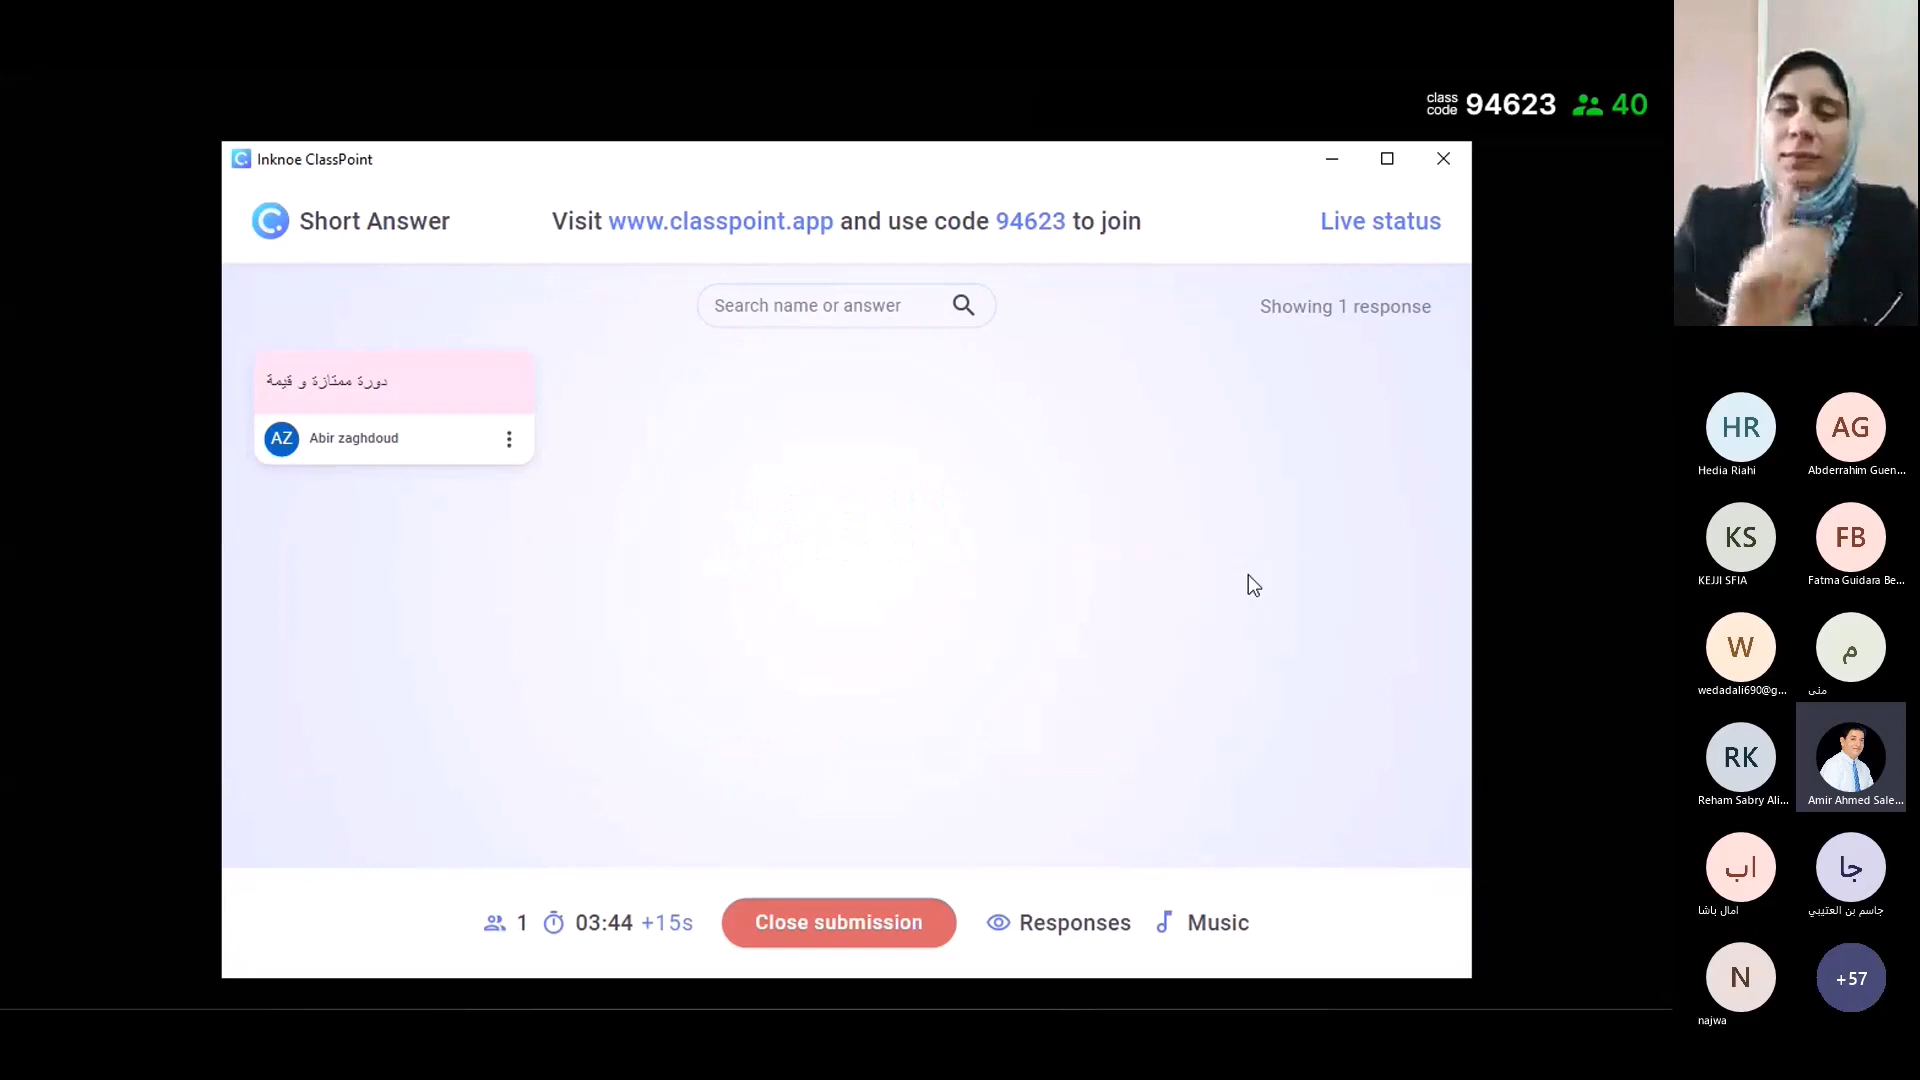 class code 94623 40
Inknoe ClassPoint
Short Answer
Visit www.classpoint.app and use code 94623 to join
Live status
Search name or answer
Showing 1 response
دورة ممتازة و قيمة
AZ Abir zaghdoud
1 03:44 +15s
Close submission
Responses
Music
HR
Hedia Riahi
AG
Abderrahim Guen...
KS
KEJJI SFIA
FB
Fatma Guidara Be...
W
wedadali690@g...
م
منى
RK
Reham Sabry Ali...
Amir Ahmed Sale...
اب
امال باشا
جا
جاسم بن العتيبي
N
najwa
+57